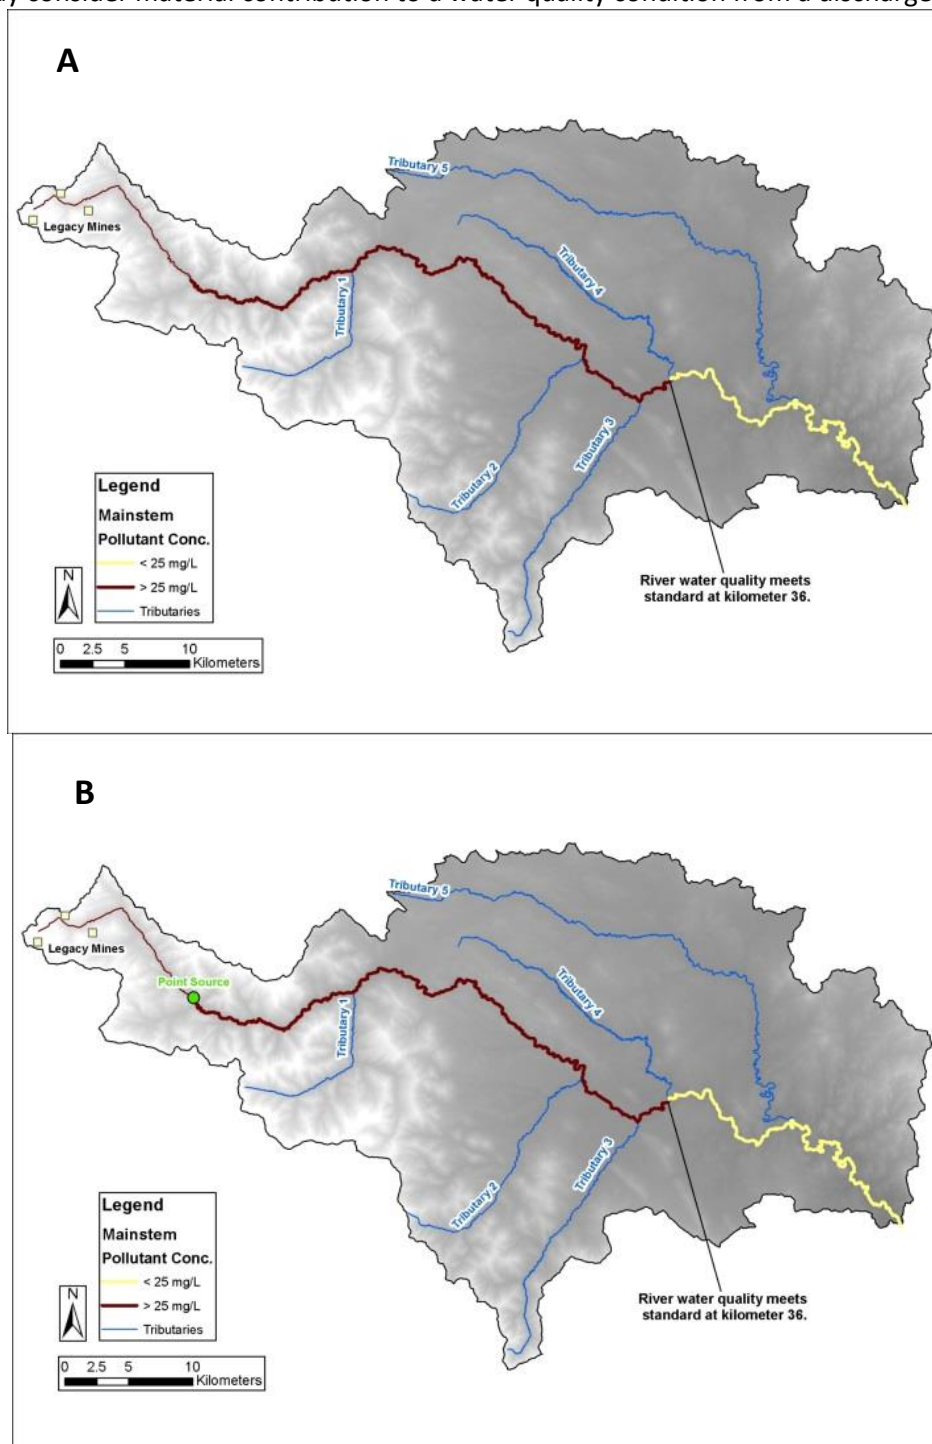 consider material contribution to a water quality condition from a discharge
A
Tributary 5
Legacy Mines
Tributary 4
Tributary 1
Tributary 3
Tributary 2
Legend
Mainstem
Pollutant Conc.
< 25 mg/L
> 25 mg/L
Tributaries
N
River water quality meets
standard at kilometer 36.
0 2.5 5 10
Kilometers
B
Tributary 5
Legacy Mines
Point Source
Tributary 4
Tributary 1
Tributary 3
Tributary 2
Legend
Mainstem
Pollutant Conc.
< 25 mg/L
> 25 mg/L
Tributaries
N
River water quality meets
standard at kilometer 36.
0 2.5 5 10
Kilometers